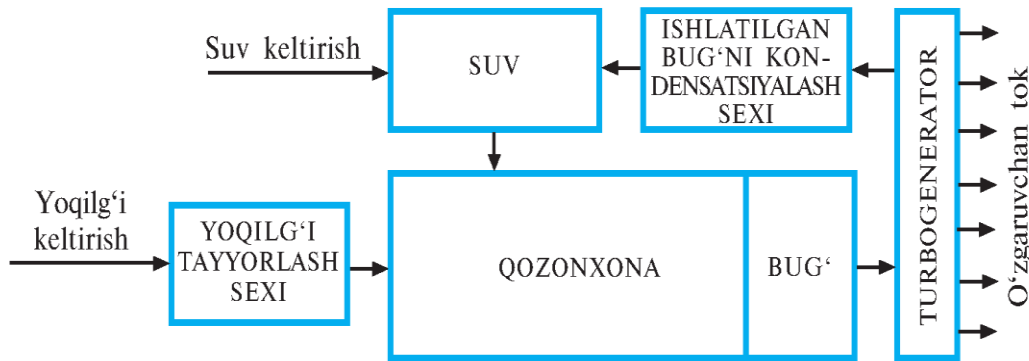 Suv keltirish
SUV
ISHLATILGAN
BUG‘NI KON-
DENSATSIYALASH
SEXI
TURBOGENERATOR
O‘zgaruvchan tok
Yoqilg‘i
keltirish
YOQILG‘I
TAYYORLASH
SEXI
QOZONXONA
BUG‘